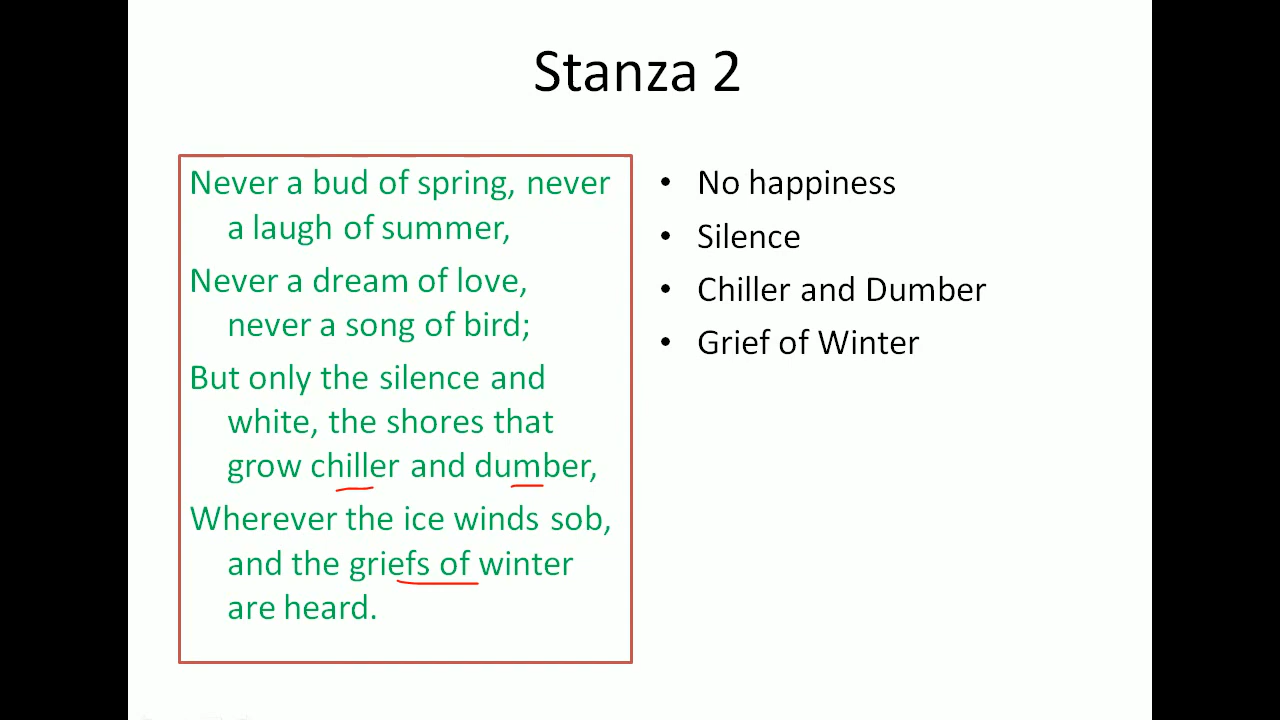 Stanza 2
Never a bud of spring, never
a laugh of summer,
Never a dream of love,
never a song of bird;
But only the silence and
white, the shores that
grow chiller and dumber,
Wherever the ice winds sob,
and the griefs of winter
are heard.
• No happiness
• Silence
• Chiller and Dumber
• Grief of Winter